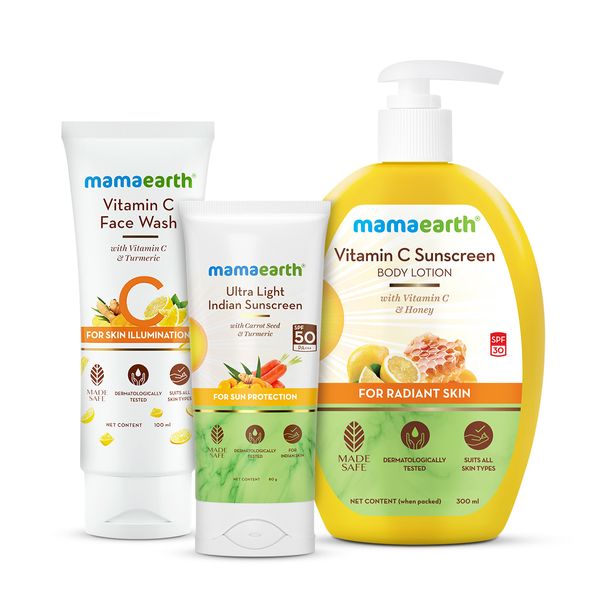 mamaearth®
Vitamin C
Face Wash
with Vitamin C
& Turmeric
C
FOR SKIN ILLUMINATION
MADE
SAFE
DERMATOLOGICALLY
TESTED
SUITS ALL
SKIN TYPES
NET CONTENT
100 ml
mamaearth®
Ultra Light
Indian Sunscreen
with Carrot Seed
& Turmeric
SPF
50
PA+++
FOR SUN PROTECTION
MADE
SAFE
DERMATOLOGICALLY
TESTED
FOR
INDIAN SKIN
NET CONTENT
80 g
mamaearth®
Vitamin C Sunscreen
BODY LOTION
with Vitamin C
& Honey
SPF
30
FOR RADIANT SKIN
MADE
SAFE
DERMATOLOGICALLY
TESTED
SUITS ALL
SKIN TYPES
NET CONTENT (when packed)
300 ml